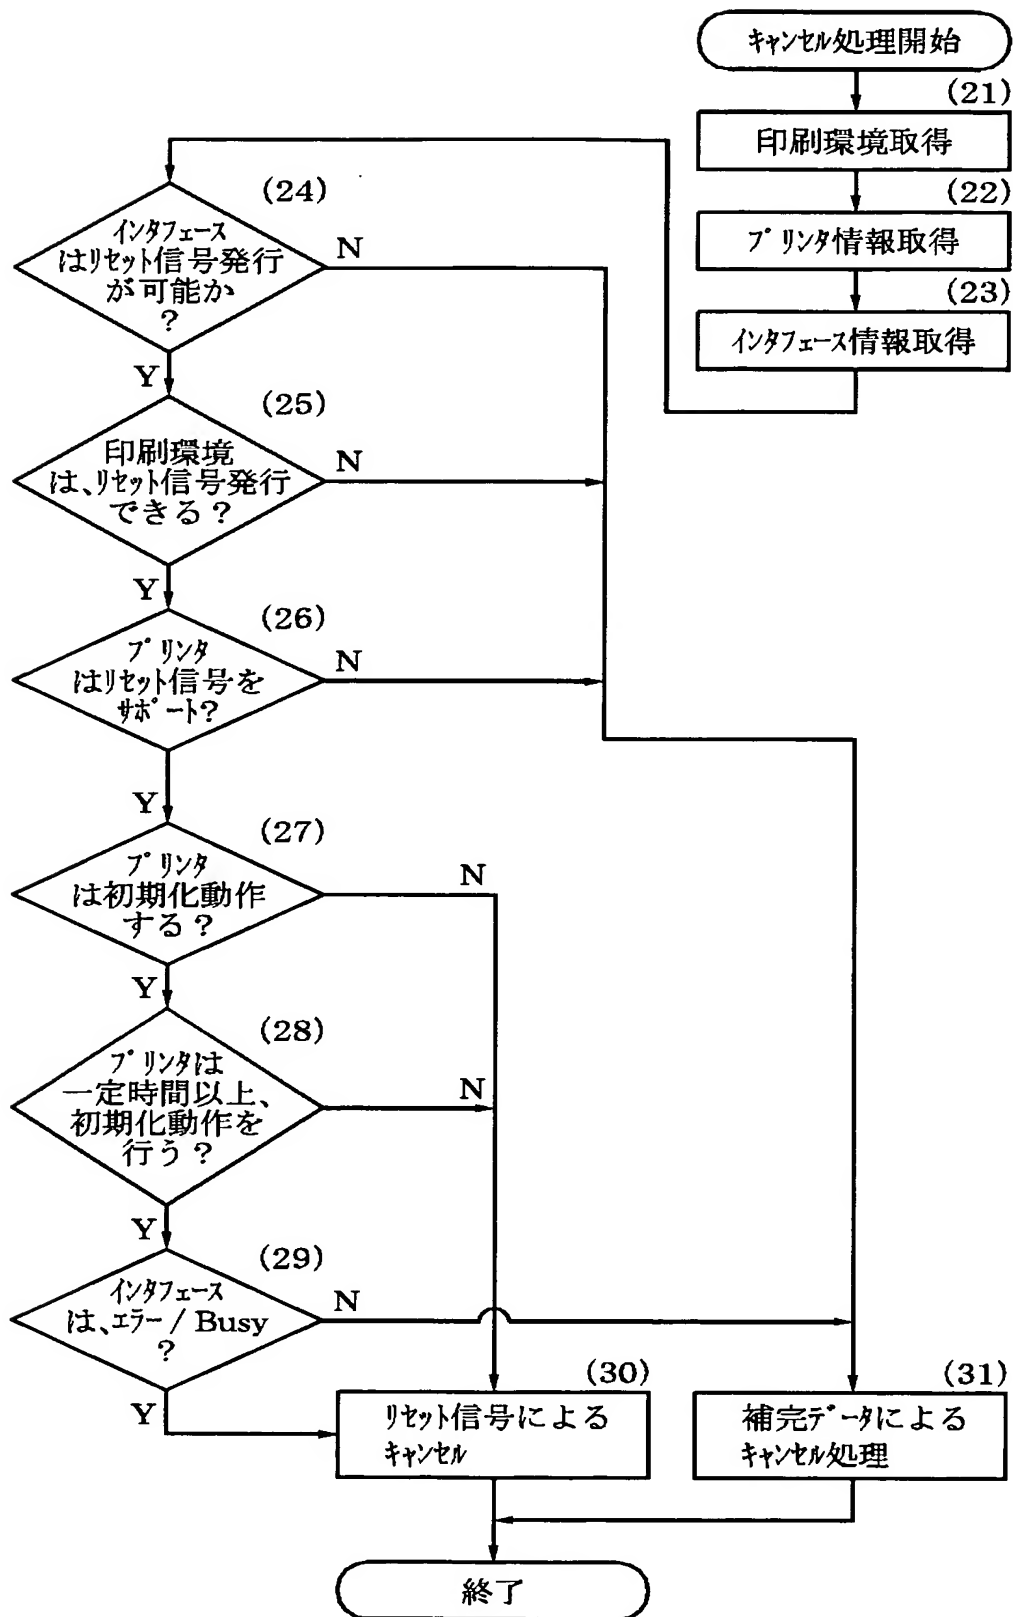 キャンセル処理開始
(21)
印刷環境取得
(22)
プリンタ情報取得
(23)
インタフェース情報取得
(24)
インタフェース
はリセット信号発行
が可能か
?
N
Y
(25)
印刷環境
は、リセット信号発行
できる?
N
Y
(26)
プリンタ
はリセット信号を
サポート?
N
Y
(27)
プリンタ
は初期化動作
する?
N
Y
(28)
プリンタは
一定時間以上、
初期化動作を
行う?
N
Y
(29)
インタフェース
は、エラー/Busy
?
N
Y
(30)
リセット信号による
キャンセル
(31)
補完データによる
キャンセル処理
終了